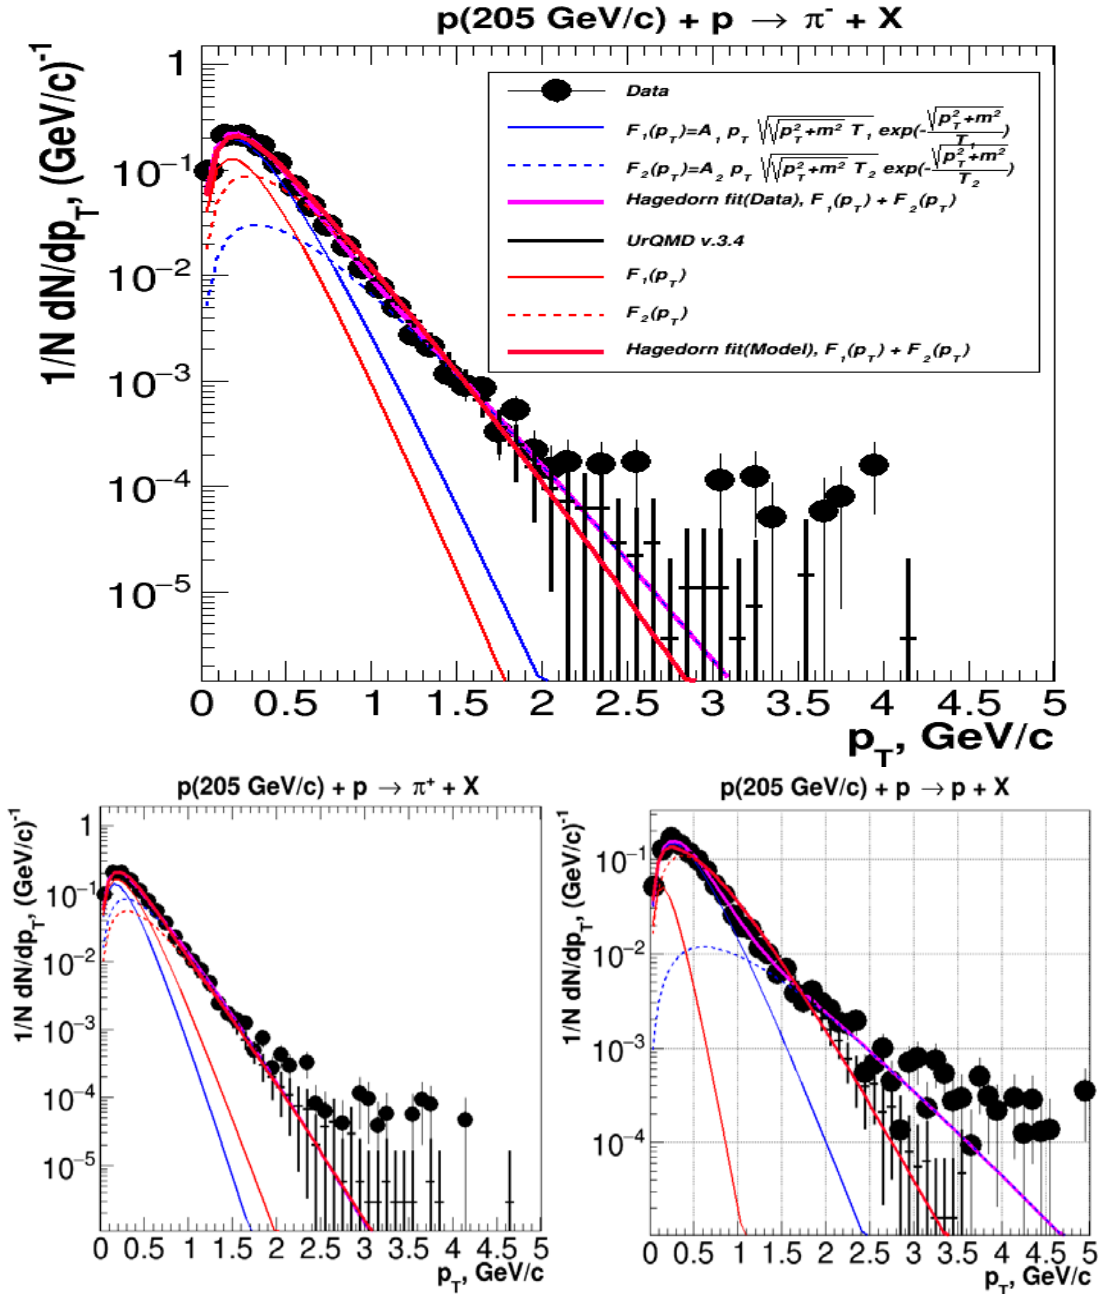 p(205 GeV/c) + p → π⁻ + X
1/N dN/dp_T, (GeV/c)⁻¹
1
10⁻¹
10⁻²
10⁻³
10⁻⁴
10⁻⁵
Data
F₁(p_T)=A₁ p_T √(√(p_T²+m²) T₁) exp(-√(p_T²+m²)/T₁)
F₂(p_T)=A₂ p_T √(√(p_T²+m²) T₂) exp(-√(p_T²+m²)/T₂)
Hagedorn fit(Data), F₁(p_T) + F₂(p_T)
UrQMD v.3.4
F₁(p_T)
F₂(p_T)
Hagedorn fit(Model), F₁(p_T) + F₂(p_T)
0 0.5 1 1.5 2 2.5 3 3.5 4 4.5 5
p_T, GeV/c
p(205 GeV/c) + p → π⁺ + X
1/N dN/dp_T, (GeV/c)⁻¹
1
10⁻¹
10⁻²
10⁻³
10⁻⁴
10⁻⁵
0 0.5 1 1.5 2 2.5 3 3.5 4 4.5 5
p_T, GeV/c
p(205 GeV/c) + p → p + X
1/N dN/dp_T, (GeV/c)⁻¹
10⁻¹
10⁻²
10⁻³
10⁻⁴
0 0.5 1 1.5 2 2.5 3 3.5 4 4.5 5
p_T, GeV/c